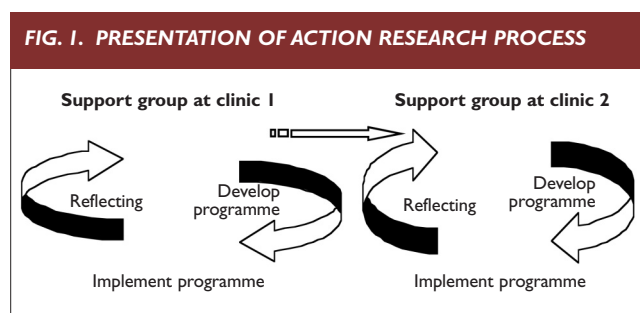 FIG. 1. PRESENTATION OF ACTION RESEARCH PROCESS
Support group at clinic 1
Support group at clinic 2
Reflecting
Develop
programme
Implement programme
Reflecting
Develop
programme
Implement programme